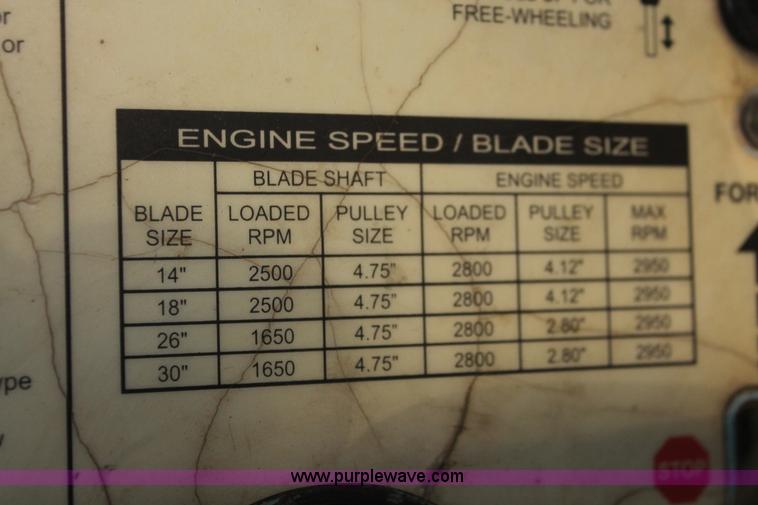 or
or
FREE-WHEELING
ENGINE SPEED / BLADE SIZE
BLADE SHAFT ENGINE SPEED
BLADE SIZE LOADED RPM PULLEY SIZE LOADED RPM PULLEY SIZE MAX RPM
14" 2500 4.75" 2800 4.12" 2950
18" 2500 4.75" 2800 4.12" 2950
26" 1650 4.75" 2800 2.80" 2950
30" 1650 4.75" 2800 2.80" 2950
FOR
STOP
www.purplewave.com